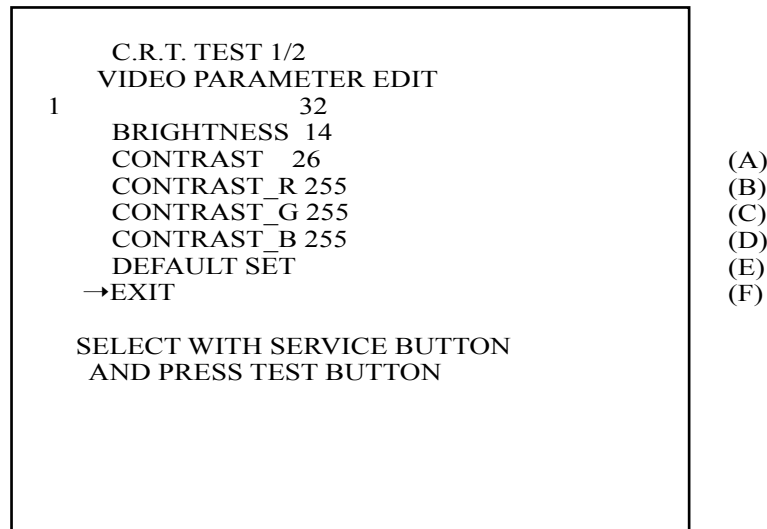 C.R.T. TEST 1/2
VIDEO PARAMETER EDIT
1 32
BRIGHTNESS 14
CONTRAST 26 (A)
CONTRAST_R 255 (B)
CONTRAST_G 255 (C)
CONTRAST_B 255 (D)
DEFAULT SET (E)
→EXIT (F)
SELECT WITH SERVICE BUTTON
AND PRESS TEST BUTTON